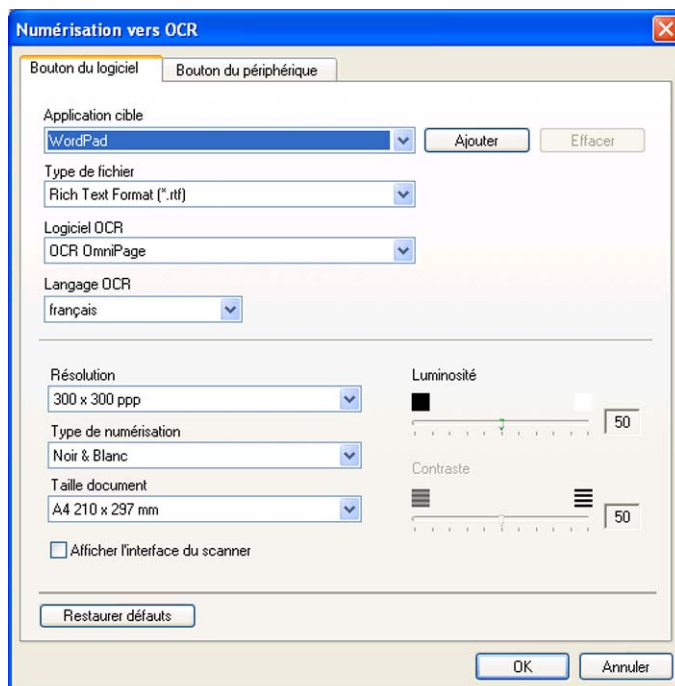 Numérisation vers OCR
Bouton du logiciel Bouton du périphérique
Application cible
WordPad Ajouter Effacer
Type de fichier
Rich Text Format (*.rtf)
Logiciel OCR
OCR OmniPage
Langage OCR
français
Résolution Luminosité
300 x 300 ppp
50
Type de numérisation
Noir & Blanc
Contraste
Taille document
A4 210 x 297 mm 50
Afficher l'interface du scanner
Restaurer défauts
OK Annuler